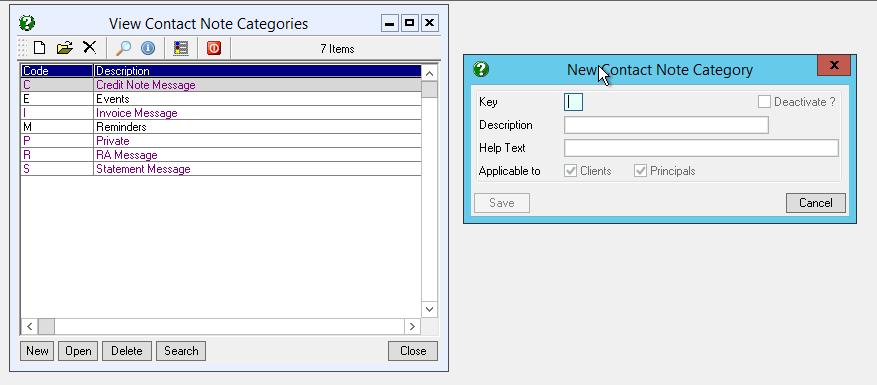 View Contact Note Categories
7 Items
Code Description
C Credit Note Message
E Events
I Invoice Message
M Reminders
P Private
R RA Message
S Statement Message
New Open Delete Search Close
New Contact Note Category
Key Deactivate ?
Description
Help Text
Applicable to Clients Principals
Save Cancel